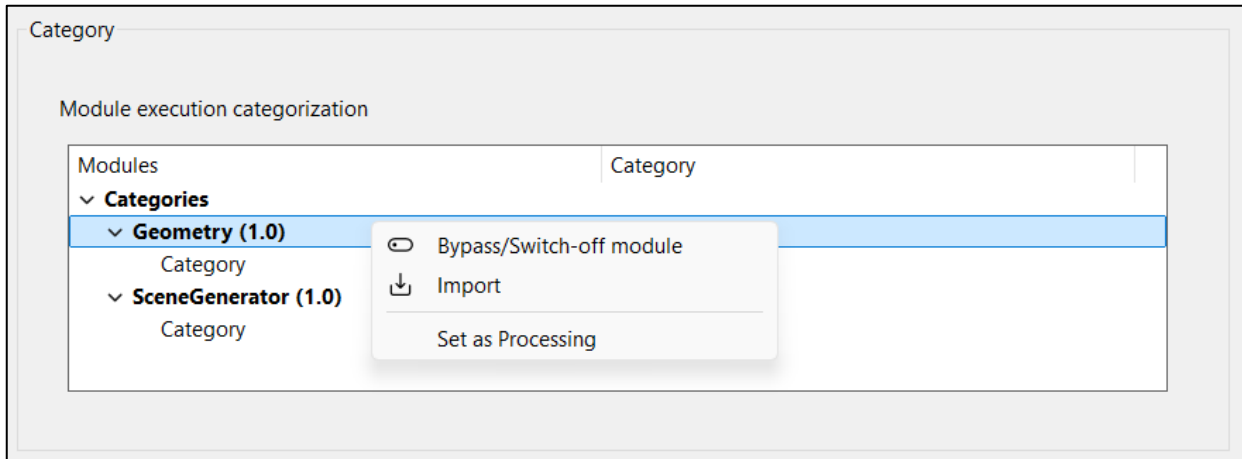 Category
Module execution categorization
Modules Category
Categories
Geometry (1.0)
Bypass/Switch-off module
Category
Import
SceneGenerator (1.0)
Category
Set as Processing